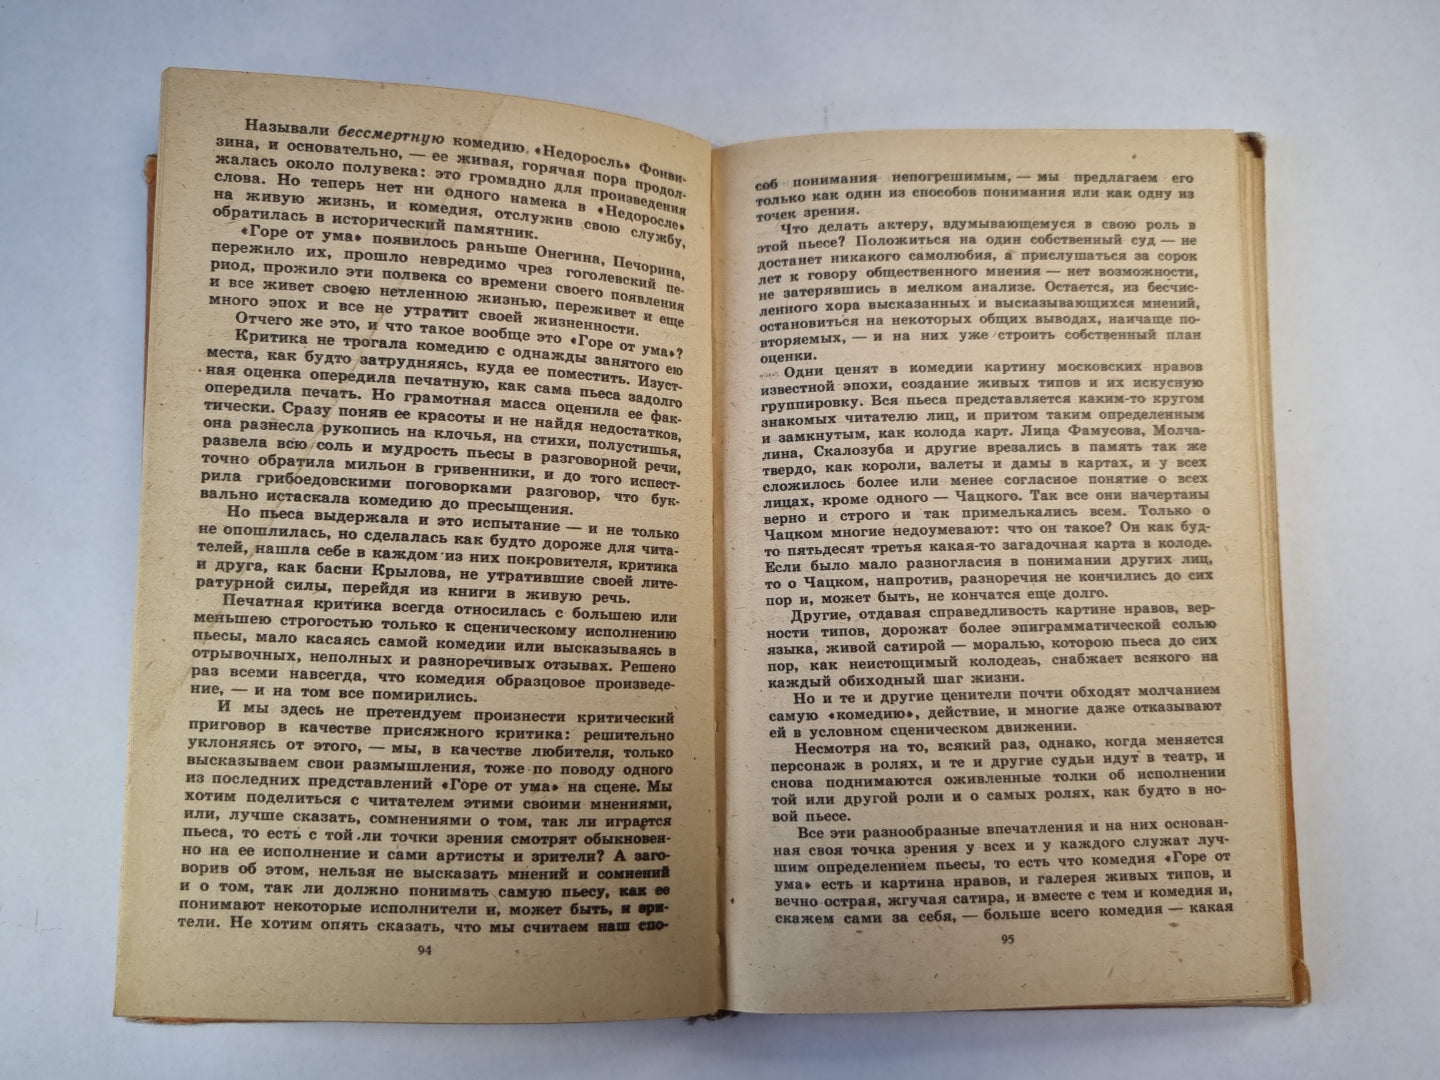 Называли бессмертную комедию «Недоросль» Фонви-
зина, и основательно, — ее живая, горячая пора продол-
жалась около полувека: это громадно для произведения
слова. Но теперь нет ни одного намека в «Недоросле»
на живую жизнь, и комедия, отслужив свою службу,
обратилась в исторический памятник.
«Горе от ума» появилось раньше Онегина, Печорина,
пережило их, прошло невредимо чрез гоголевский пе-
риод, прожило эти полвека со времени своего появления
и все живет своею нетленною жизнью, переживет и еще
много эпох и все не утратит своей жизненности.
Отчего же это, и что такое вообще это «Горе от ума»?
Критика не трогала комедию с однажды занятого ею
места, как будто затрудняясь, куда ее поместить. Изуст-
ная оценка опередила печатную, как сама пьеса задолго
опередила печать. Но грамотная масса оценила ее фак-
тически. Сразу поняв ее красоты и не найдя недостатков,
она разнесла рукопись на клочья, на стихи, полустишья,
развела всю соль и мудрость пьесы в разговорной речи,
точно обратила мильон в гривенники, и до того испест-
рила грибоедовскими поговорками разговор, что бук-
вально истаскала комедию до пресыщения.
Но пьеса выдержала и это испытание — и не только
не опошлилась, но сделалась как будто дороже для чита-
телей, нашла себе в каждом из них покровителя, критика
и друга, как басни Крылова, не утратившие своей лите-
ратурной силы, перейдя из книги в живую речь.
Печатная критика всегда относилась с большею или
меньшею строгостью только к сценическому исполнению
пьесы, мало касаясь самой комедии или высказываясь в
отрывочных, неполных и разноречивых отзывах. Решено
раз всеми навсегда, что комедия образцовое произведе-
ние, — и на том все помирились.
И мы здесь не претендуем произнести критический
приговор в качестве присяжного критика: решительно
уклоняясь от этого, — мы, в качестве любителя, только
высказываем свои размышления, тоже по поводу одного
из последних представлений «Горе от ума» на сцене. Мы
хотим поделиться с читателем этими своими мнениями,
или, лучше сказать, сомнениями о том, так ли играется
пьеса, то есть с той ли точки зрения смотрят обыкновен-
но на ее исполнение и сами артисты и зрители? А заго-
ворив об этом, нельзя не высказать мнений и сомнений
и о том, так ли должно понимать самую пьесу, как ее
понимают некоторые исполнители и, может быть, и зри-
тели. Не хотим опять сказать, что мы считаем наш спо-
94
соб понимания непогрешимым, — мы предлагаем его
только как один из способов понимания или как одну из
точек зрения.
Что делать актеру, вдумывающемуся в свою роль в
этой пьесе? Положиться на один собственный суд — не
достанет никакого самолюбия, а прислушаться за сорок
лет к говору общественного мнения — нет возможности,
не затерявшись в мелком анализе. Остается, из бесчис-
ленного хора высказанных и высказывающихся мнений,
остановиться на некоторых общих выводах, наичаще по-
вторяемых, — и на них уже строить собственный план
оценки.
Одни ценят в комедии картину московских нравов
известной эпохи, создание живых типов и их искусную
группировку. Вся пьеса представляется каким-то кругом
знакомых читателю лиц, и притом таким определенным
и замкнутым, как колода карт. Лица Фамусова, Молча-
лина, Скалозуба и другие врезались в память так же
твердо, как короли, валеты и дамы в картах, и у всех
сложилось более или менее согласное понятие о всех
лицах, кроме одного — Чацкого. Так все они начертаны
верно и строго и так примелькались всем. Только о
Чацком многие недоумевают: что он такое? Он как буд-
то пятьдесят третья какая-то загадочная карта в колоде.
Если было мало разногласия в понимании других лиц,
то о Чацком, напротив, разноречия не кончились до сих
пор и, может быть, не кончатся еще долго.
Другие, отдавая справедливость картине нравов, вер-
ности типов, дорожат более эпиграмматической солью
языка, живой сатирой — моралью, которою пьеса до сих
пор, как неистощимый колодезь, снабжает всякого на
каждый обиходный шаг жизни.
Но и те и другие ценители почти обходят молчанием
самую «комедию», действие, и многие даже отказывают
ей в условном сценическом движении.
Несмотря на то, всякий раз, однако, когда меняется
персонаж в ролях, и те и другие судьи идут в театр, и
снова поднимаются оживленные толки об исполнении
той или другой роли и о самых ролях, как будто в но-
вой пьесе.
Все эти разнообразные впечатления и на них основан-
ная своя точка зрения у всех и у каждого служат луч-
шим определением пьесы, то есть что комедия «Горе от
ума» есть и картина нравов, и галерея живых типов, и
вечно острая, жгучая сатира, и вместе с тем и комедия и,
скажем сами за себя, — больше всего комедия — какая
95